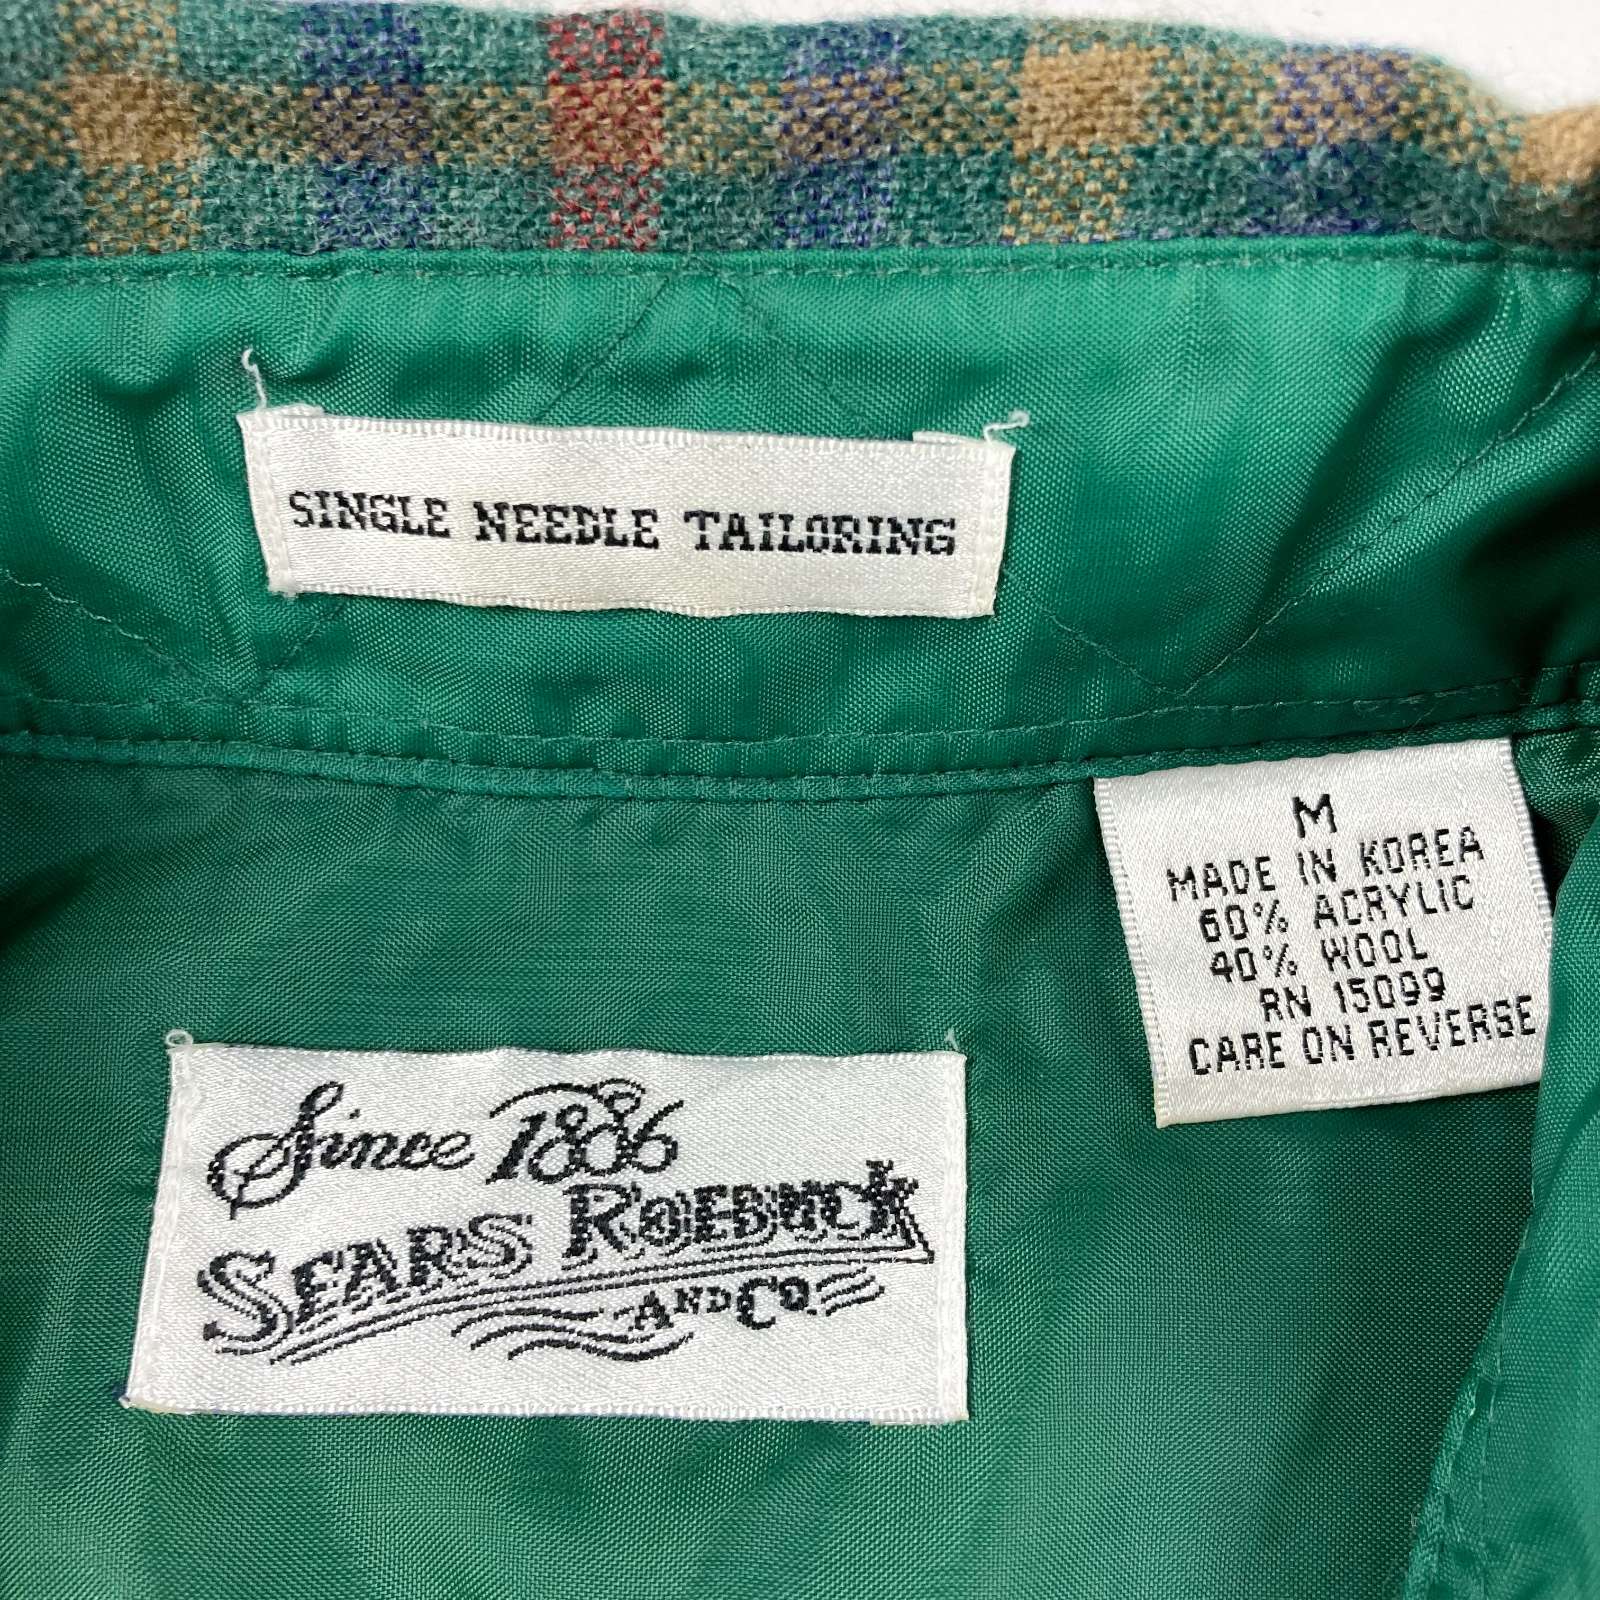 SINGLE NEEDLE TAILORING
M
MADE IN KOREA
60% ACRYLIC
40% WOOL
RN 15099
CARE ON REVERSE
Since 1886
SEARS ROEBUCK
AND CO.